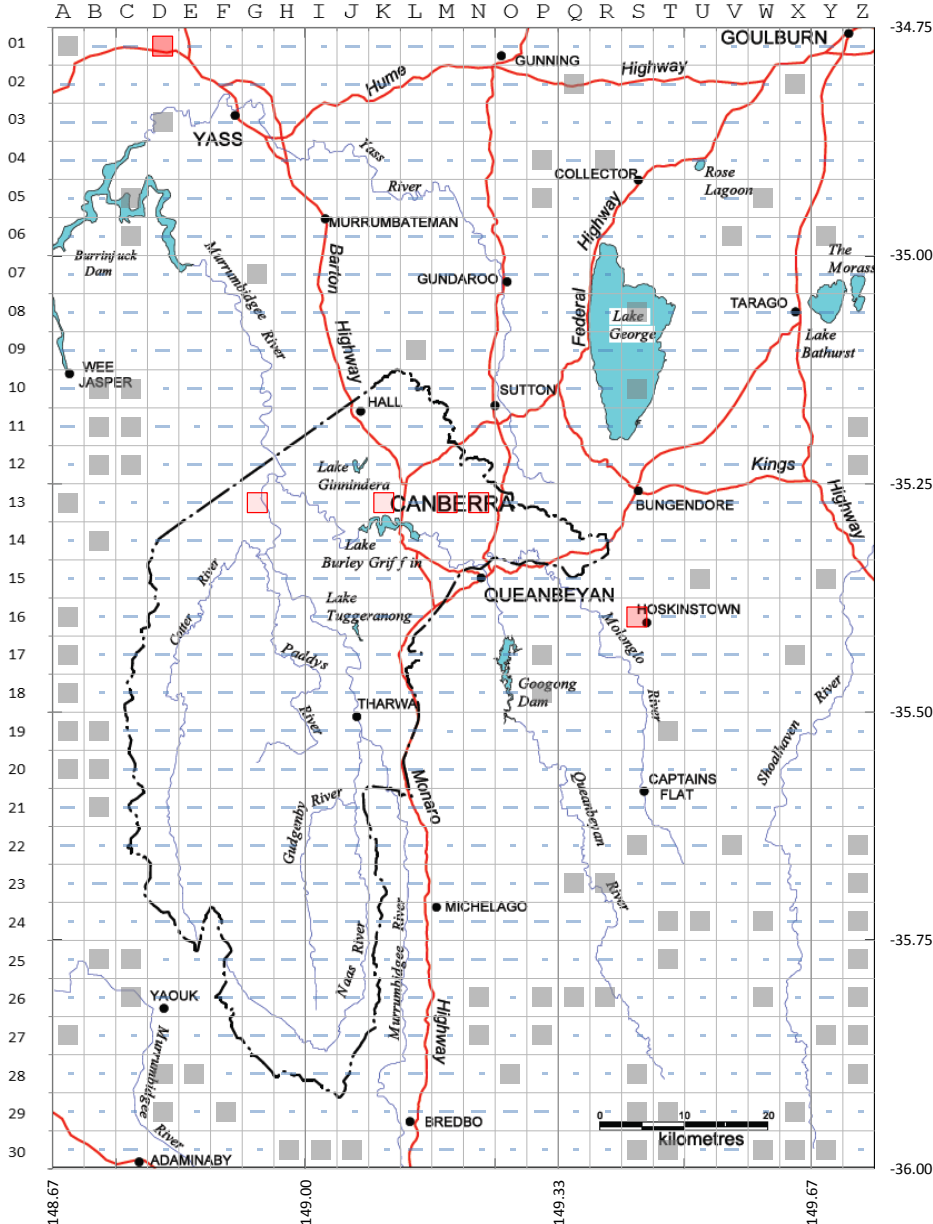 A B C D E F G H I J K L M N O P Q R S T U V W X Y Z
01
GOULBURN
-34.75
GUNNING
Hume
Highway
02
03
YASS
Yass
River
04
COLLECTOR
Rose
Lagoon
05
MURRUMBATEMAN
Highway
06
Burrinjuck
Dam
Murrumbidgee
River
Barton
Highway
The
Morass
-35.00
07
GUNDAROO
Federal
08
Lake
George
TARAGO
Lake
Bathurst
09
WEE
JASPER
10
HALL
SUTTON
11
12
Lake
Ginnindera
Kings
Highway
-35.25
13
CANBERRA
BUNGENDORE
14
Lake
Burley Griffin
15
QUEANBEYAN
Cotter
River
16
Lake
Tuggeranong
HOSKINSTOWN
Molonglo
River
17
Paddys
River
18
Googong
Dam
THARWA
-35.50
19
Shoalhaven
River
20
Monaro
Queanbeyan
River
CAPTAINS
FLAT
21
Gudgenby
River
22
23
24
MICHELAGO
-35.75
25
Naas
River
Murrumbidgee
River
26
YAOUK
Highway
27
Murrumbidgee
River
28
29
BREDBO
0 10 20
kilometres
30
ADAMINABY
-36.00
148.67 149.00 149.33 149.67